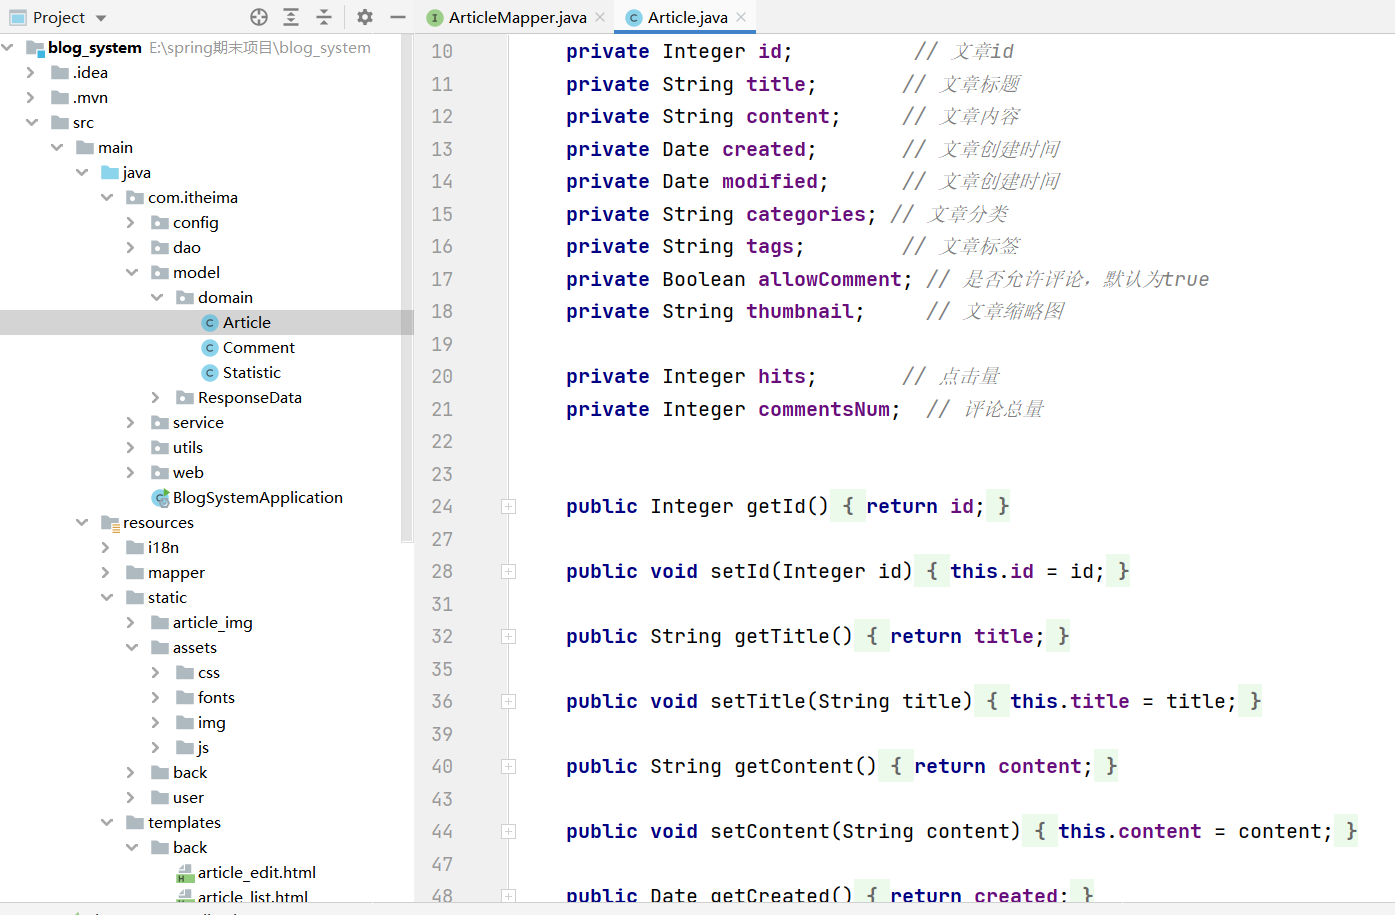 Project
blog_system E:\spring期末项目\blog_system
.idea
.mvn
src
main
java
com.itheima
config
dao
model
domain
Article
Comment
Statistic
ResponseData
service
utils
web
BlogSystemApplication
resources
i18n
mapper
static
article_img
assets
css
fonts
img
js
back
user
templates
back
article_edit.html
article_list.html
ArticleMapper.java
Article.java
10 private Integer id; // 文章id
11 private String title; // 文章标题
12 private String content; // 文章内容
13 private Date created; // 文章创建时间
14 private Date modified; // 文章创建时间
15 private String categories; // 文章分类
16 private String tags; // 文章标签
17 private Boolean allowComment; // 是否允许评论，默认为true
18 private String thumbnail; // 文章缩略图
19
20 private Integer hits; // 点击量
21 private Integer commentsNum; // 评论总量
22
23
24 public Integer getId() { return id; }
27
28 public void setId(Integer id) { this.id = id; }
31
32 public String getTitle() { return title; }
35
36 public void setTitle(String title) { this.title = title; }
39
40 public String getContent() { return content; }
43
44 public void setContent(String content) { this.content = content; }
47
48 public Date getCreated() { return created; }